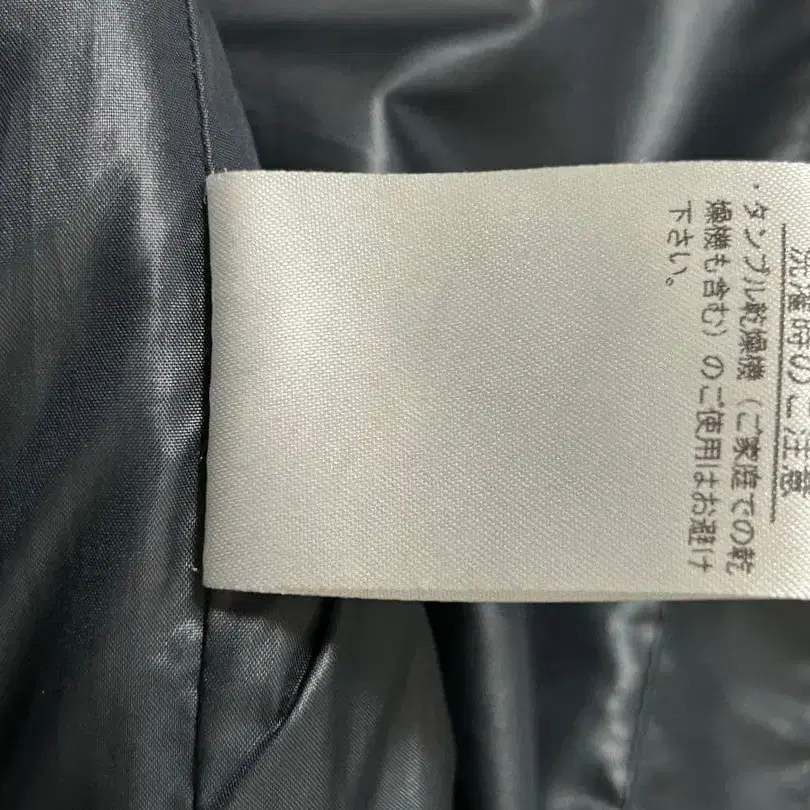 洗濯時のご注意
・タンブル乾燥機（ご家庭での乾
燥機も含む）のご使用はお避け
下さい。